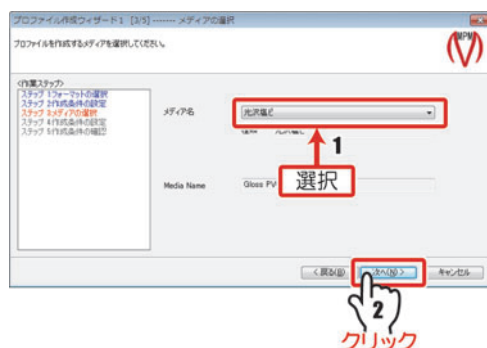 プロファイル作成ウィザード1 [3/5] ------- メディアの選択
プロファイルを作成するメディアを選択してください。
MPM
<作業ステップ>
ステップ 1:フォーマットの選択
ステップ 2:作成条件の設定
ステップ 3:メディアの選択
ステップ 4:作成条件の設定
ステップ 5:作成条件の確認
メディア名
光沢塩ビ
1
選択
Media Name
Gloss PV
< 戻る(B)
次へ(N) >
キャンセル
2
クリック